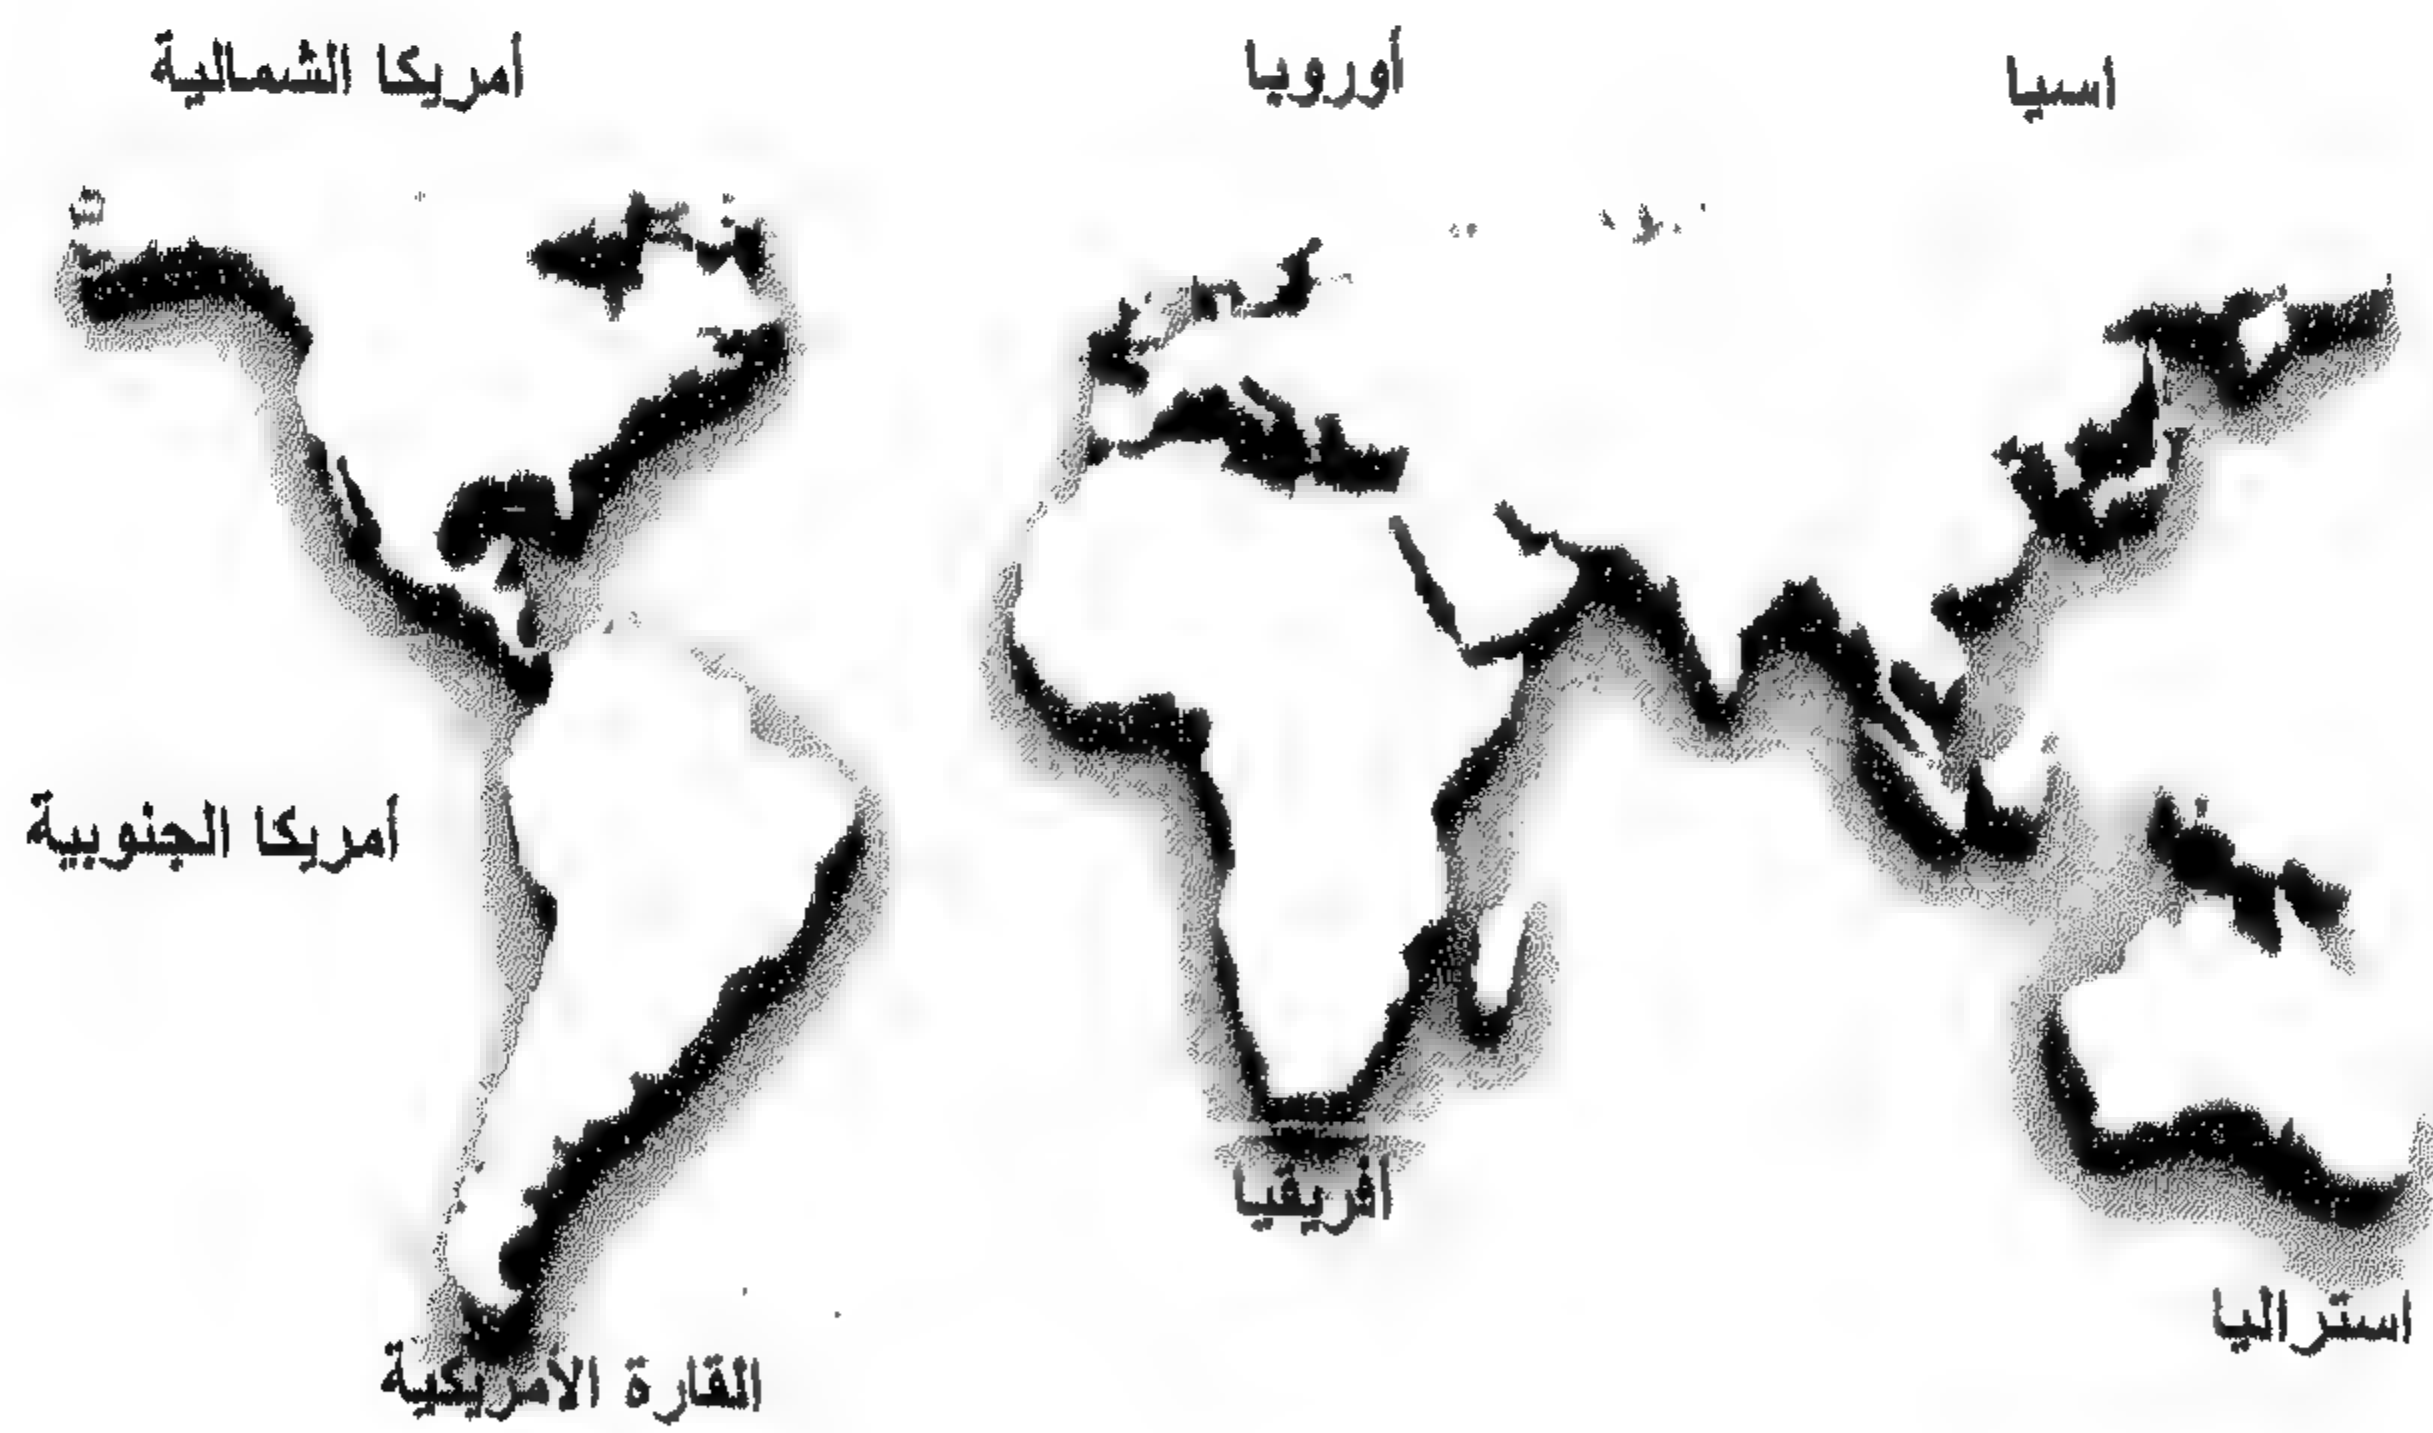 أمريكا الشمالية
أوروبا
اسيا
أمريكا الجنوبية
أفريقيا
استراليا
القارة الأمريكية